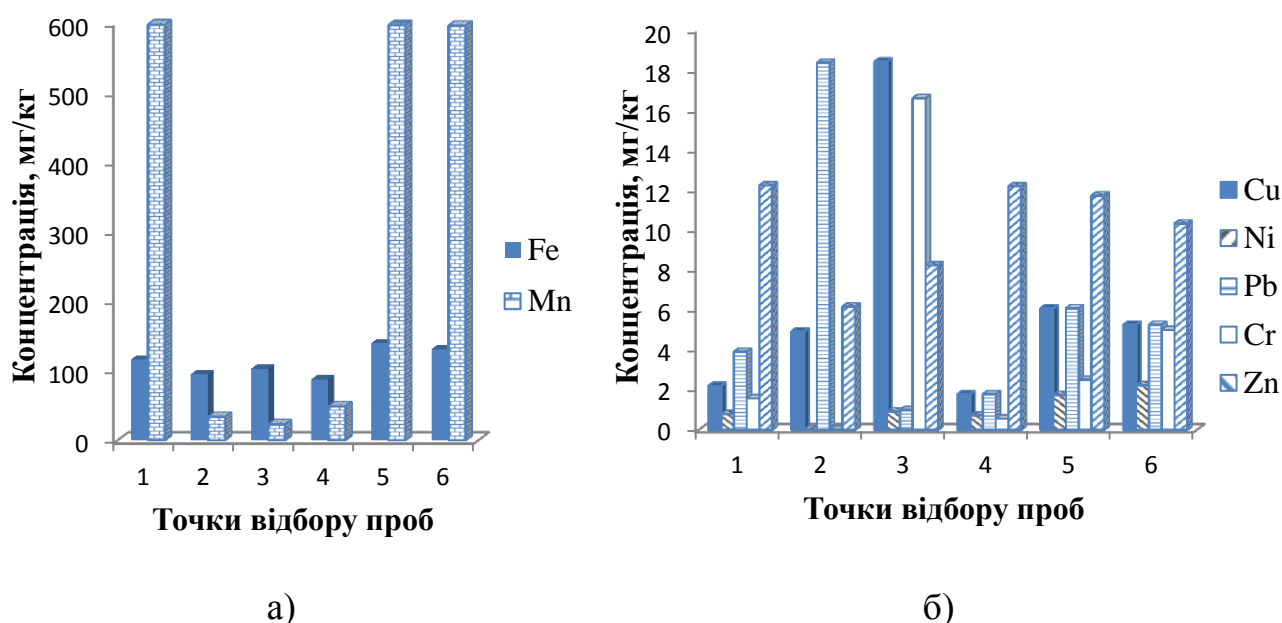 600
500
400
300
200
100
0
Концентрація, мг/кг
1 2 3 4 5 6
Точки відбору проб
Fe
Mn
а)
20
18
16
14
12
10
8
6
4
2
0
Концентрація, мг/кг
1 2 3 4 5 6
Точки відбору проб
Cu
Ni
Pb
Cr
Zn
б)